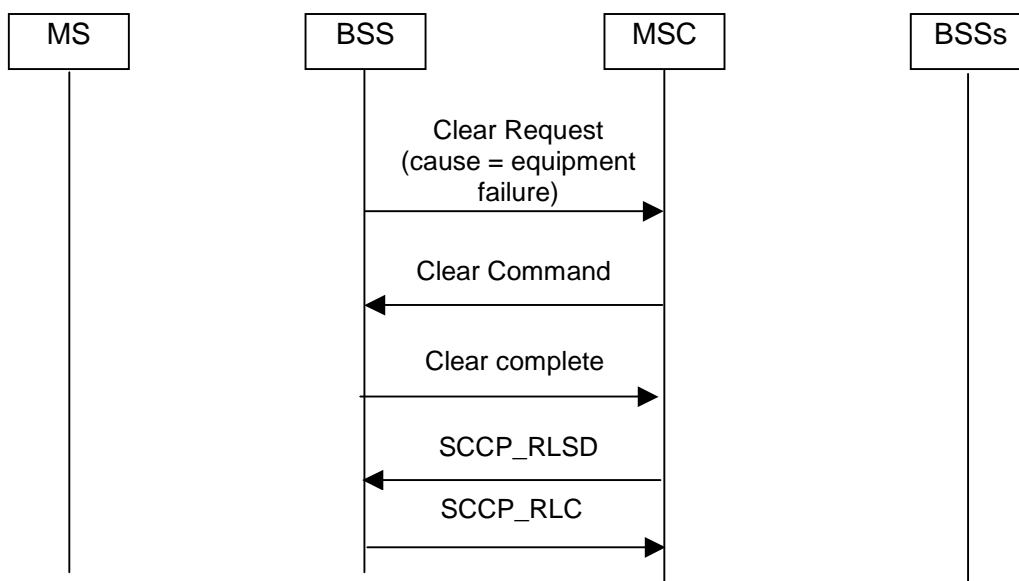 MS
BSS
MSC
BSSs
Clear Request
(cause = equipment
failure)
Clear Command
Clear complete
SCCP_RLSD
SCCP_RLC